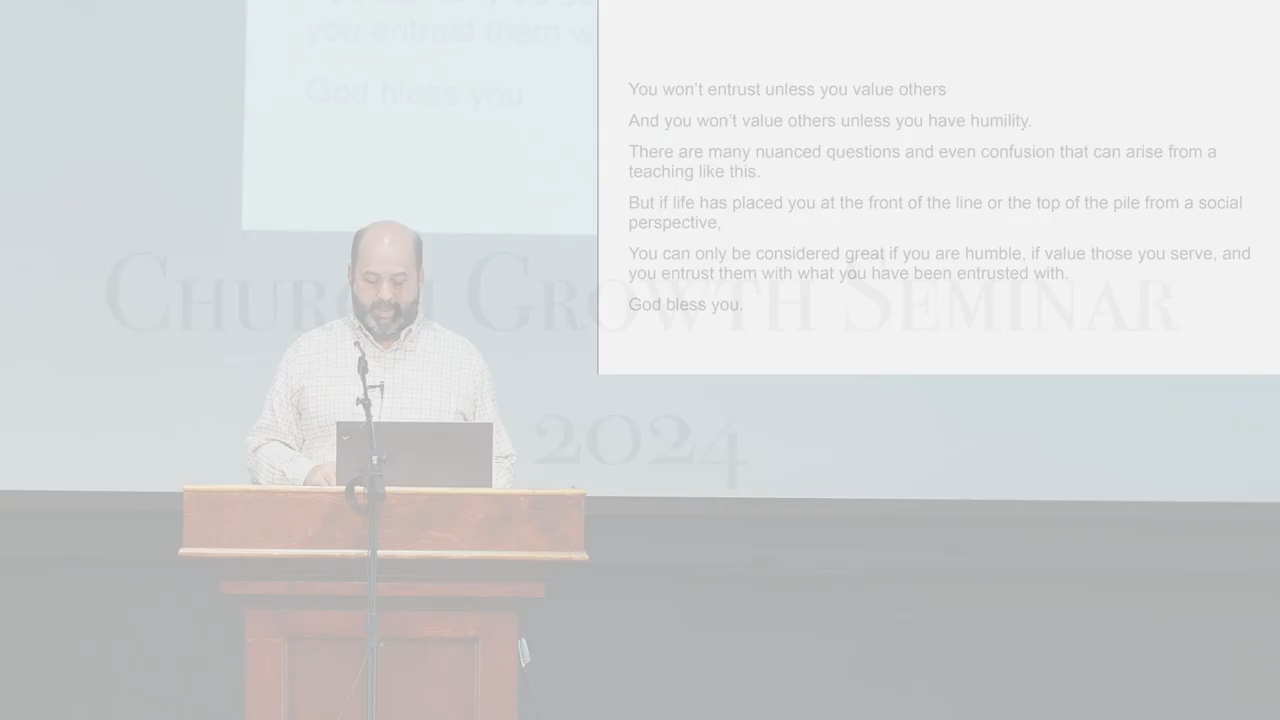 you entrust them w
God bless you
You won't entrust unless you value others
And you won't value others unless you have humility.
There are many nuanced questions and even confusion that can arise from a
teaching like this.
But if life has placed you at the front of the line or the top of the pile from a social
perspective,
You can only be considered great if you are humble, if value those you serve, and
you entrust them with what you have been entrusted with.
God bless you.
Church Growth Seminar
2024